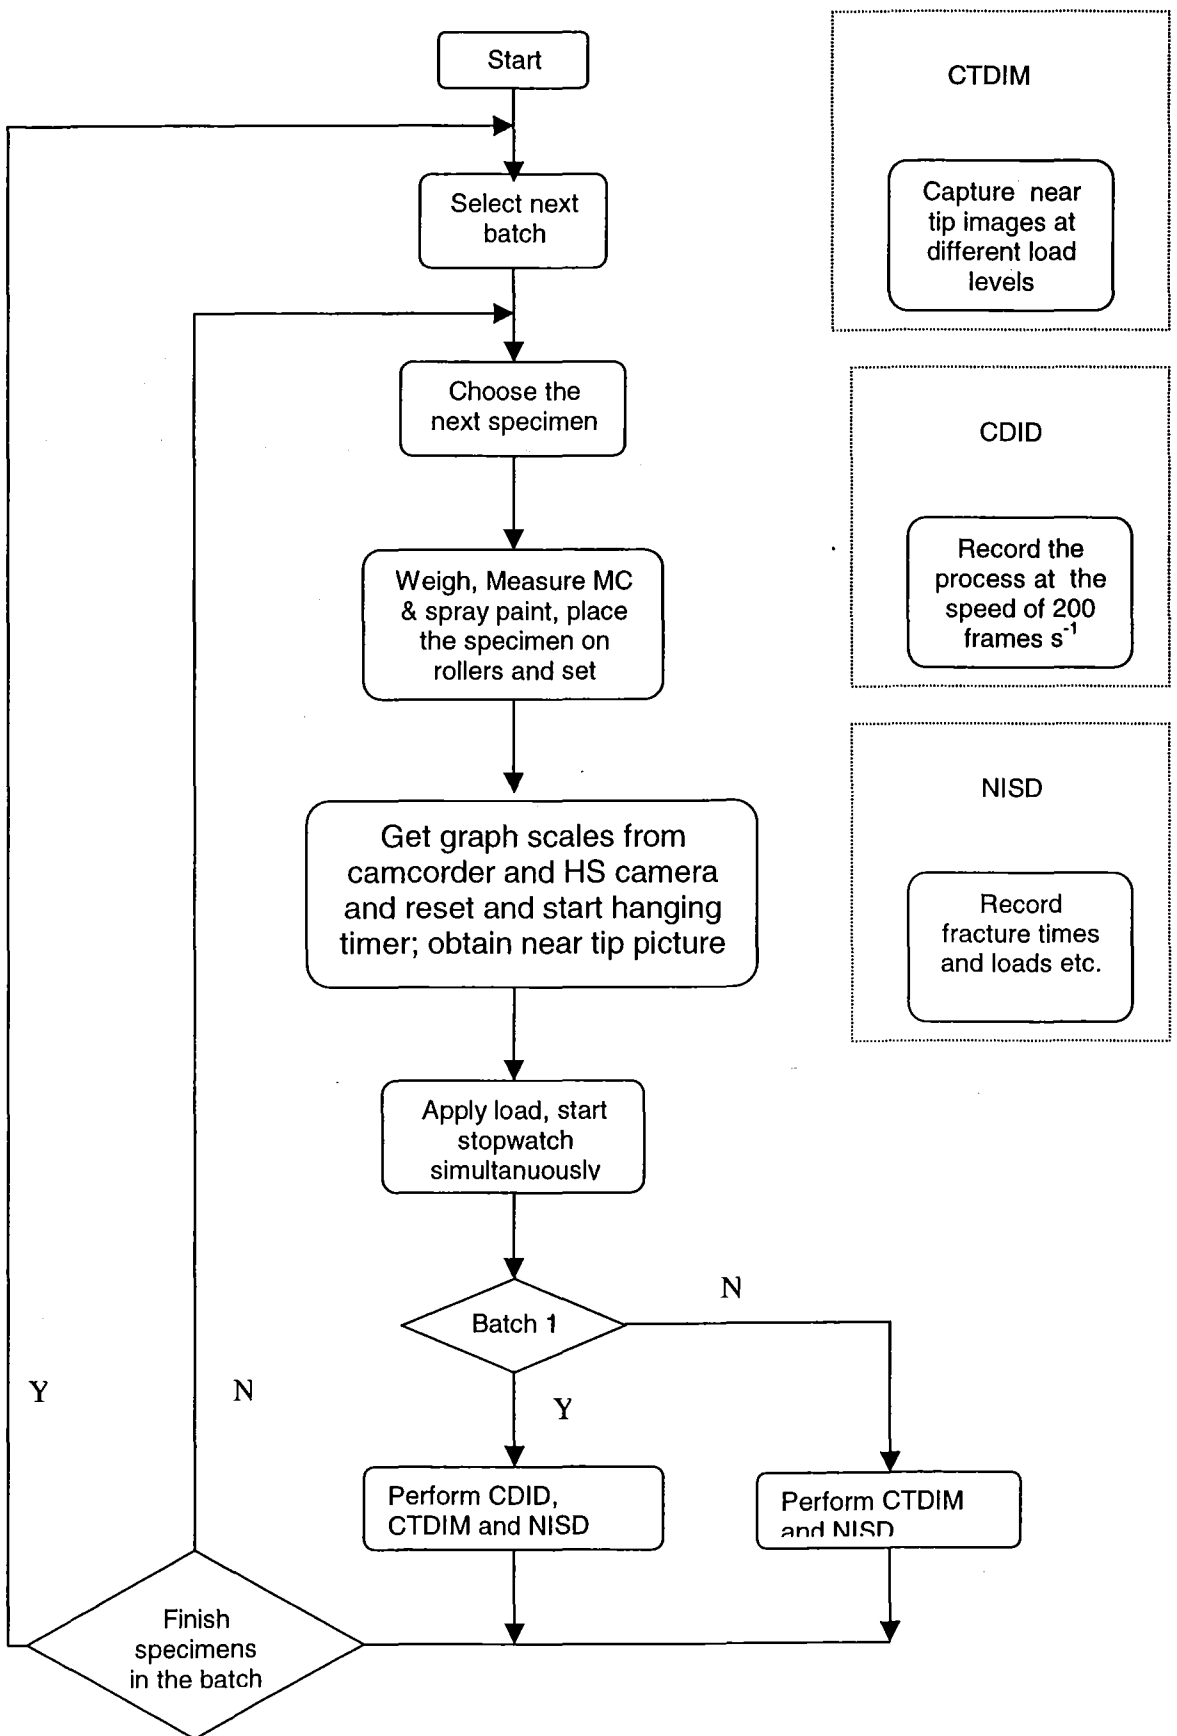 Start
Select next
batch
Choose the
next specimen
Weigh, Measure MC
& spray paint, place
the specimen on
rollers and set
Get graph scales from
camcorder and HS camera
and reset and start hanging
timer; obtain near tip picture
Apply load, start
stopwatch
simultanuously
Batch 1
N
Y
Perform CDID,
CTDIM and NISD
Perform CTDIM
and NISD
Finish
specimens
in the batch
Y
N
CTDIM
Capture near
tip images at
different load
levels
CDID
Record the
process at the
speed of 200
frames s⁻¹
NISD
Record
fracture times
and loads etc.